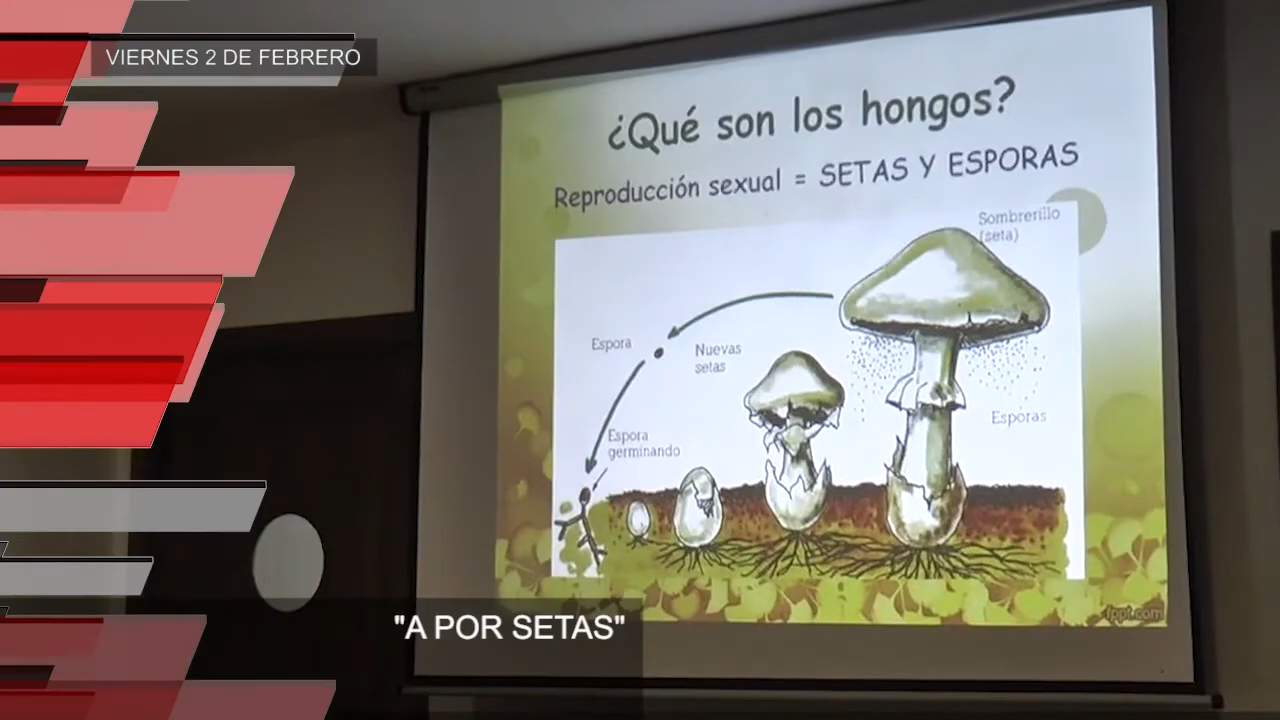 VIERNES 2 DE FEBRERO
¿Qué son los hongos?
Reproducción sexual = SETAS Y ESPORAS
Sombrerillo
(seta)
Espora
Nuevas
setas
Esporas
Espora
germinando
"A POR SETAS"
fppt.com